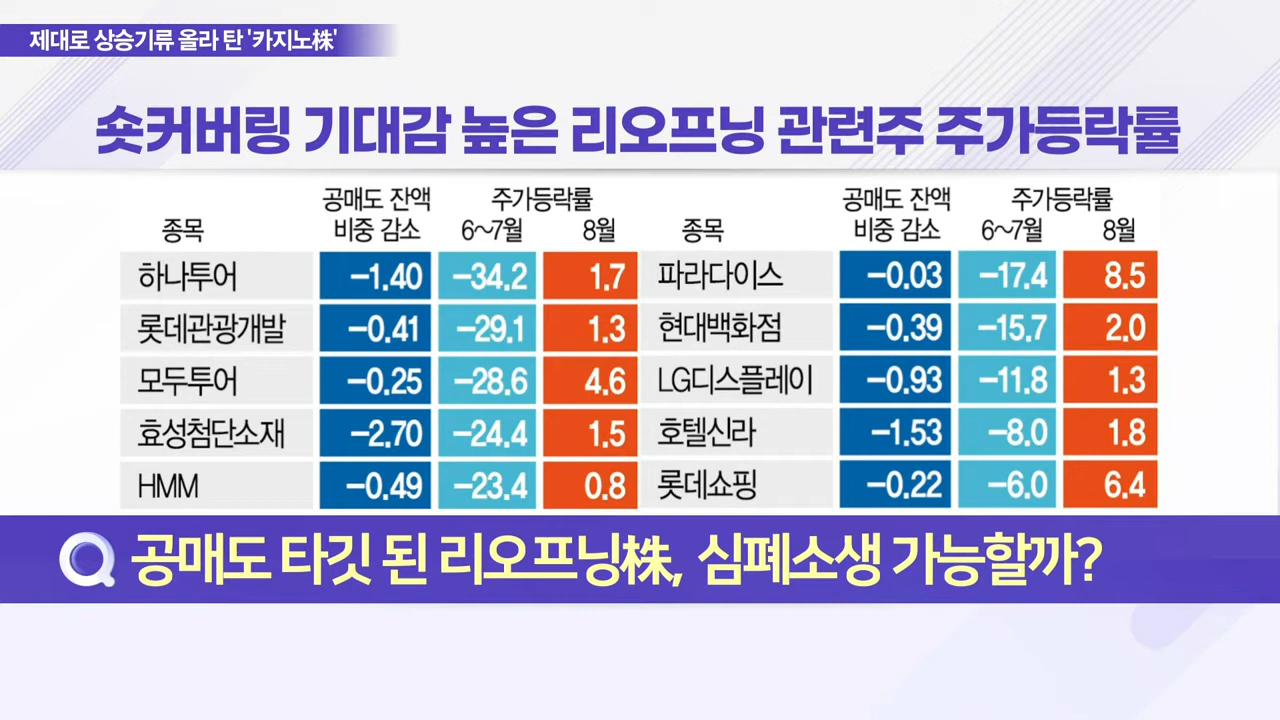 제대로 상승기류 올라 탄 '카지노株'
숏커버링 기대감 높은 리오프닝 관련주 주가등락률
공매도 잔액 주가등락률 공매도 잔액 주가등락률
종목 비중 감소 6~7월 8월 종목 비중 감소 6~7월 8월
하나투어 -1.40 -34.2 1.7 파라다이스 -0.03 -17.4 8.5
롯데관광개발 -0.41 -29.1 1.3 현대백화점 -0.39 -15.7 2.0
모두투어 -0.25 -28.6 4.6 LG디스플레이 -0.93 -11.8 1.3
효성첨단소재 -2.70 -24.4 1.5 호텔신라 -1.53 -8.0 1.8
HMM -0.49 -23.4 0.8 롯데쇼핑 -0.22 -6.0 6.4
공매도 타깃 된 리오프닝株, 심폐소생 가능할까?